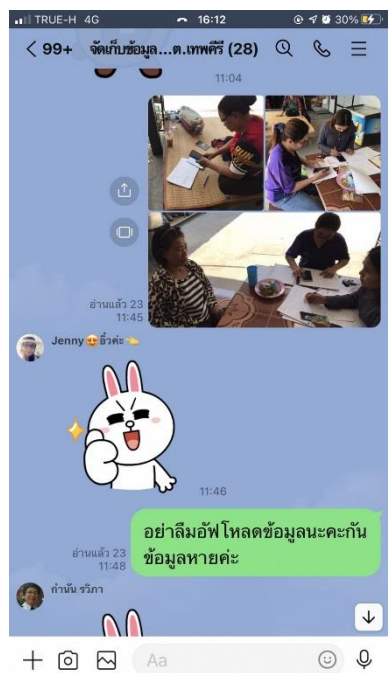 TRUE-H 4G 16:12 30%
99+ จัดเก็บข้อมูล...ต.เทพคีรี (28)
11:04
อ่านแล้ว 23
11:45
Jenny อิ๋วค่ะ
11:46
อย่าลืมอัฟโหลดข้อมูลนะคะกัน
ข้อมูลหายค่ะ
อ่านแล้ว 23
11:48
กำนัน รวิภา
Aa